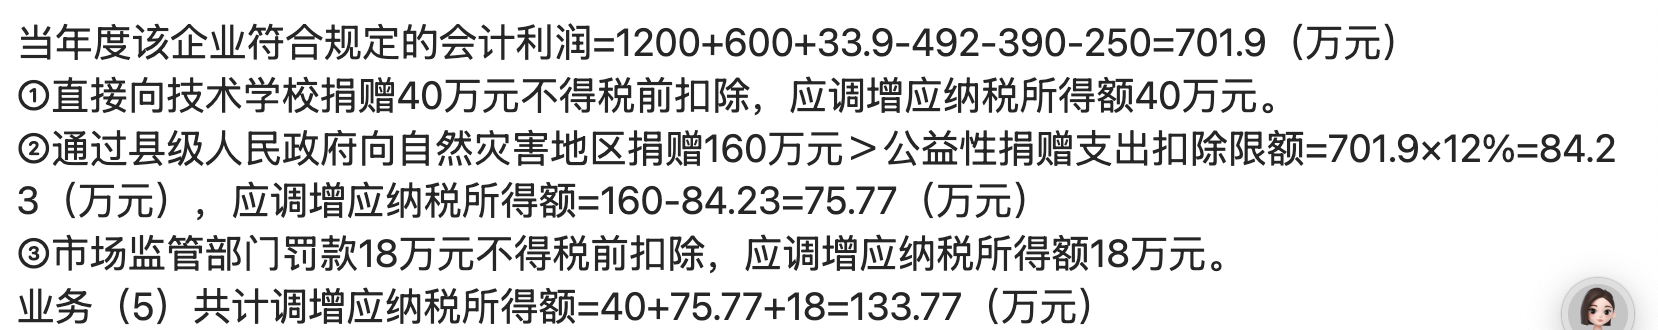 当年度该企业符合规定的会计利润=1200+600+33.9-492-390-250=701.9（万元）
①直接向技术学校捐赠40万元不得税前扣除，应调增应纳税所得额40万元。
②通过县级人民政府向自然灾害地区捐赠160万元＞公益性捐赠支出扣除限额=701.9×12%=84.2
3（万元），应调增应纳税所得额=160-84.23=75.77（万元）
③市场监管部门罚款18万元不得税前扣除，应调增应纳税所得额18万元。
业务（5）共计调增应纳税所得额=40+75.77+18=133.77（万元）